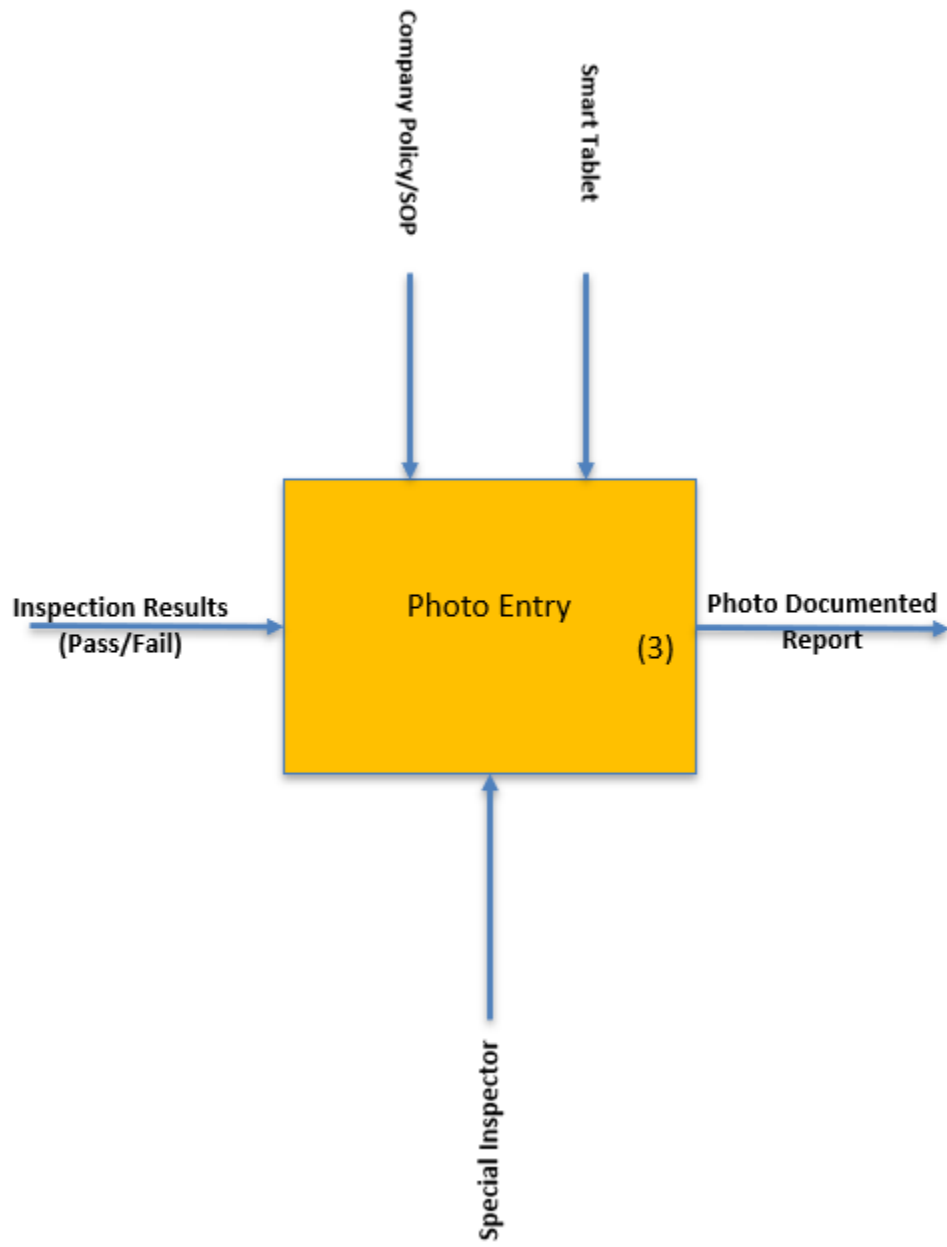 Company Policy/SOP
Smart Tablet
Inspection Results
(Pass/Fail)
Photo Entry
(3)
Photo Documented
Report
Special Inspector